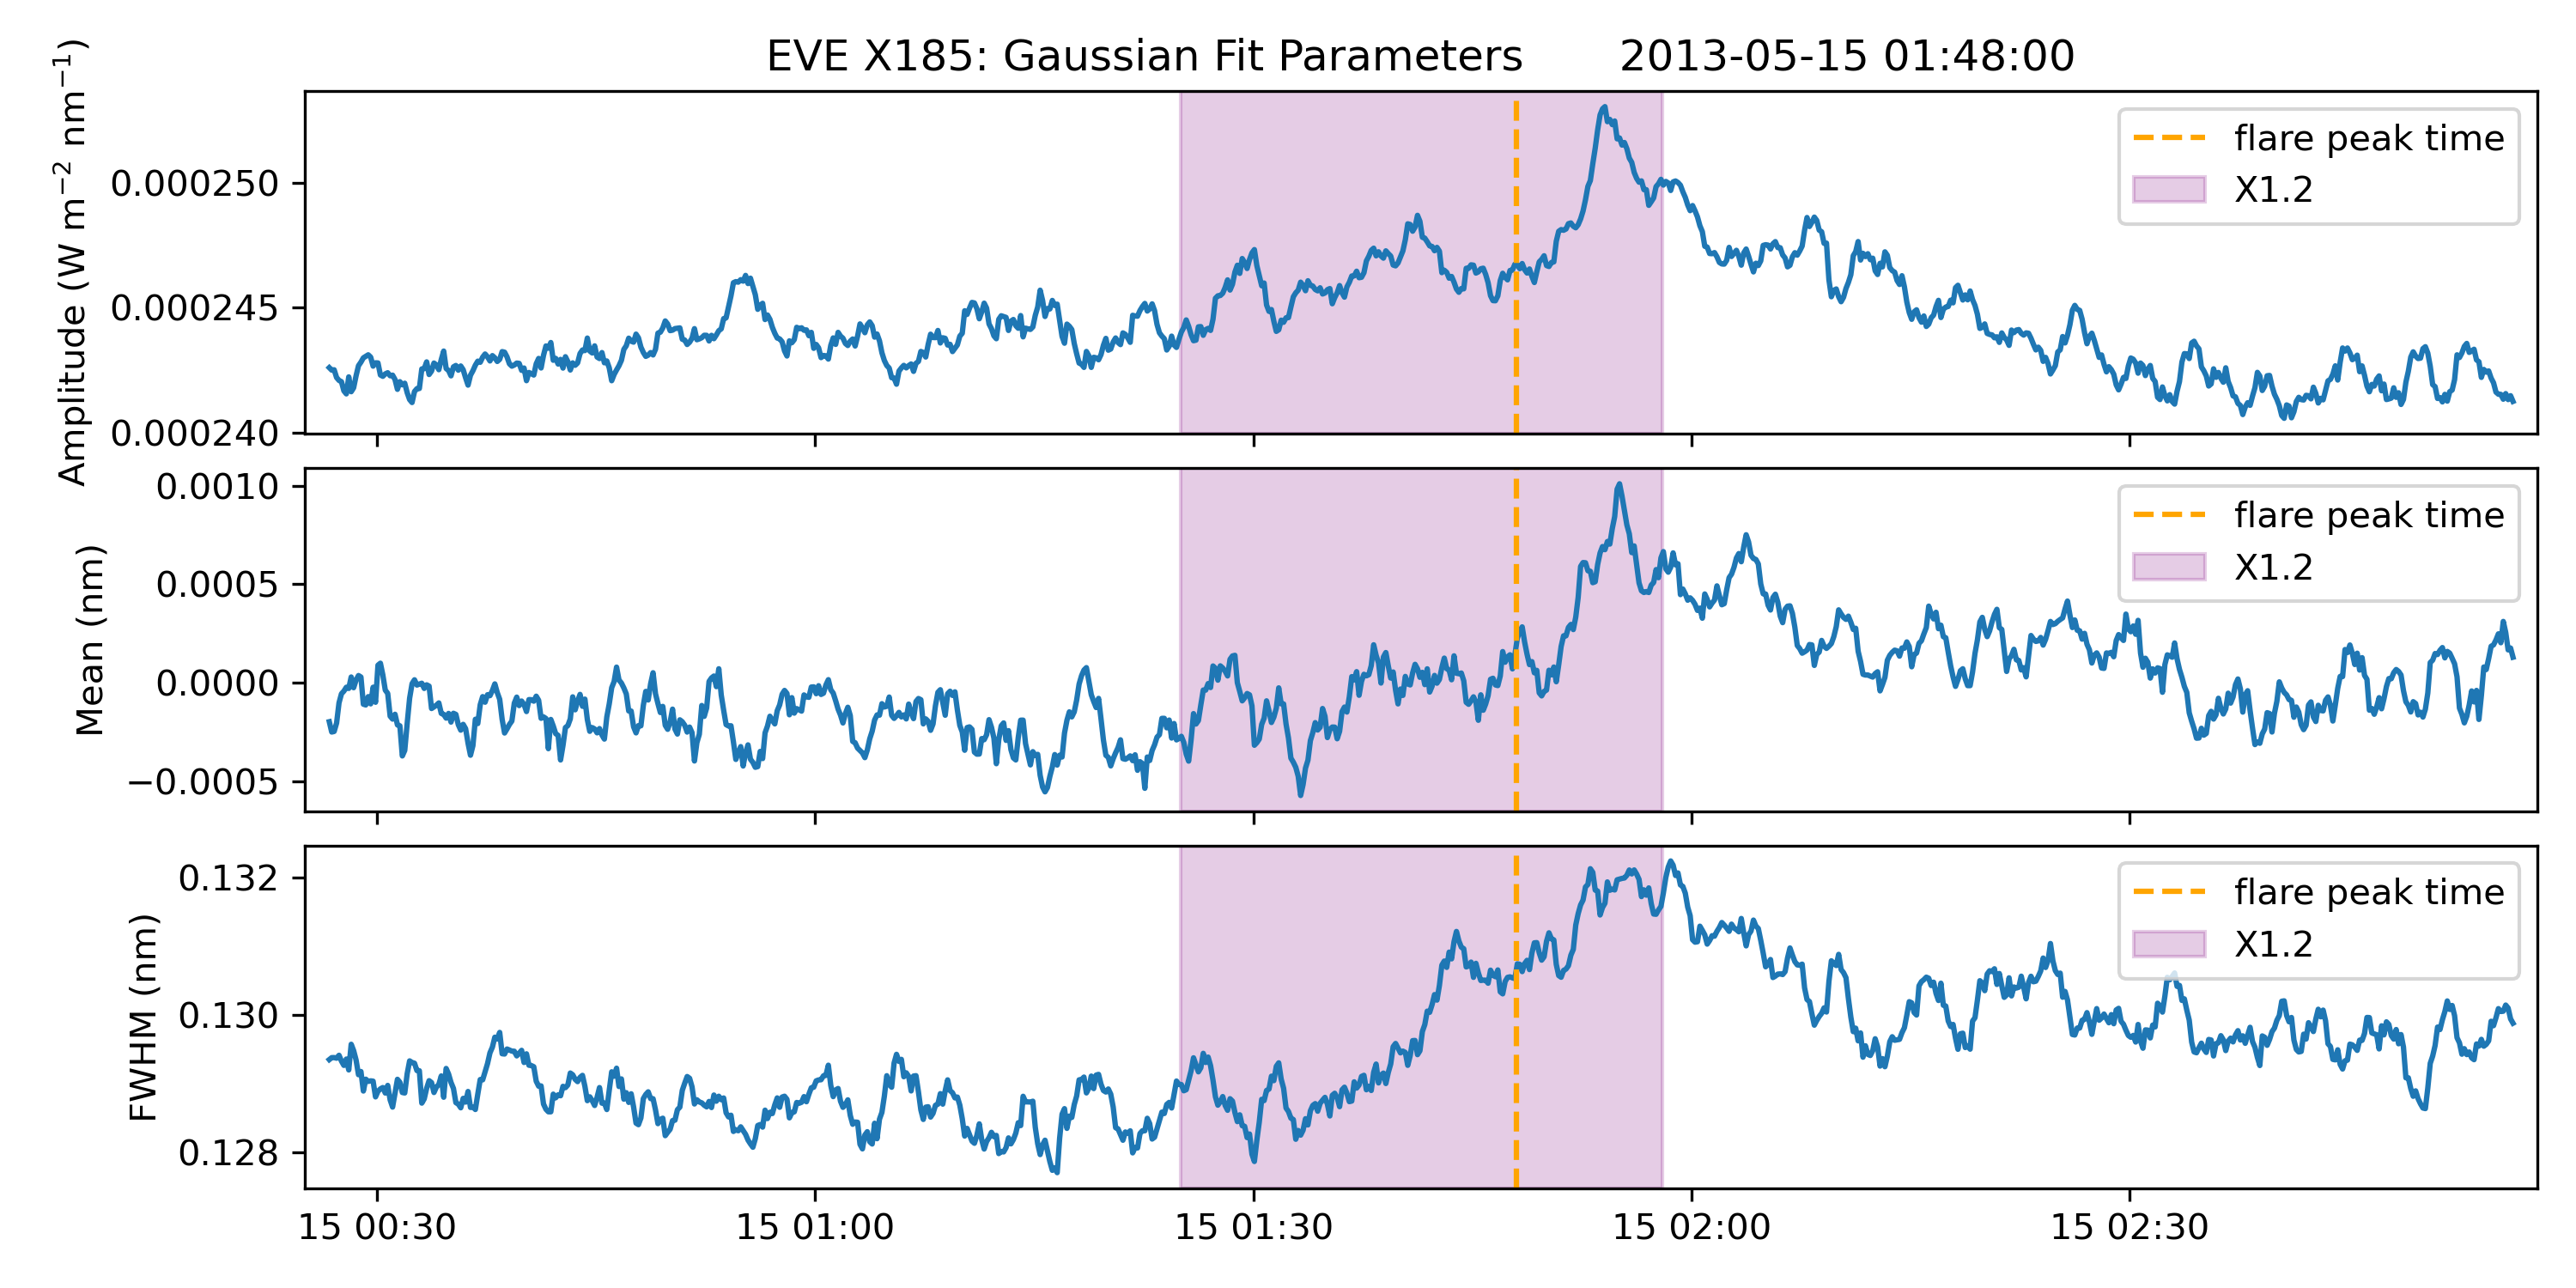 EVE X185: Gaussian Fit Parameters 2013-05-15 01:48:00
Amplitude (W m⁻² nm⁻¹)
0.000250
0.000245
0.000240
flare peak time
X1.2
Mean (nm)
0.0010
0.0005
0.0000
−0.0005
flare peak time
X1.2
FWHM (nm)
0.132
0.130
0.128
flare peak time
X1.2
15 00:30
15 01:00
15 01:30
15 02:00
15 02:30